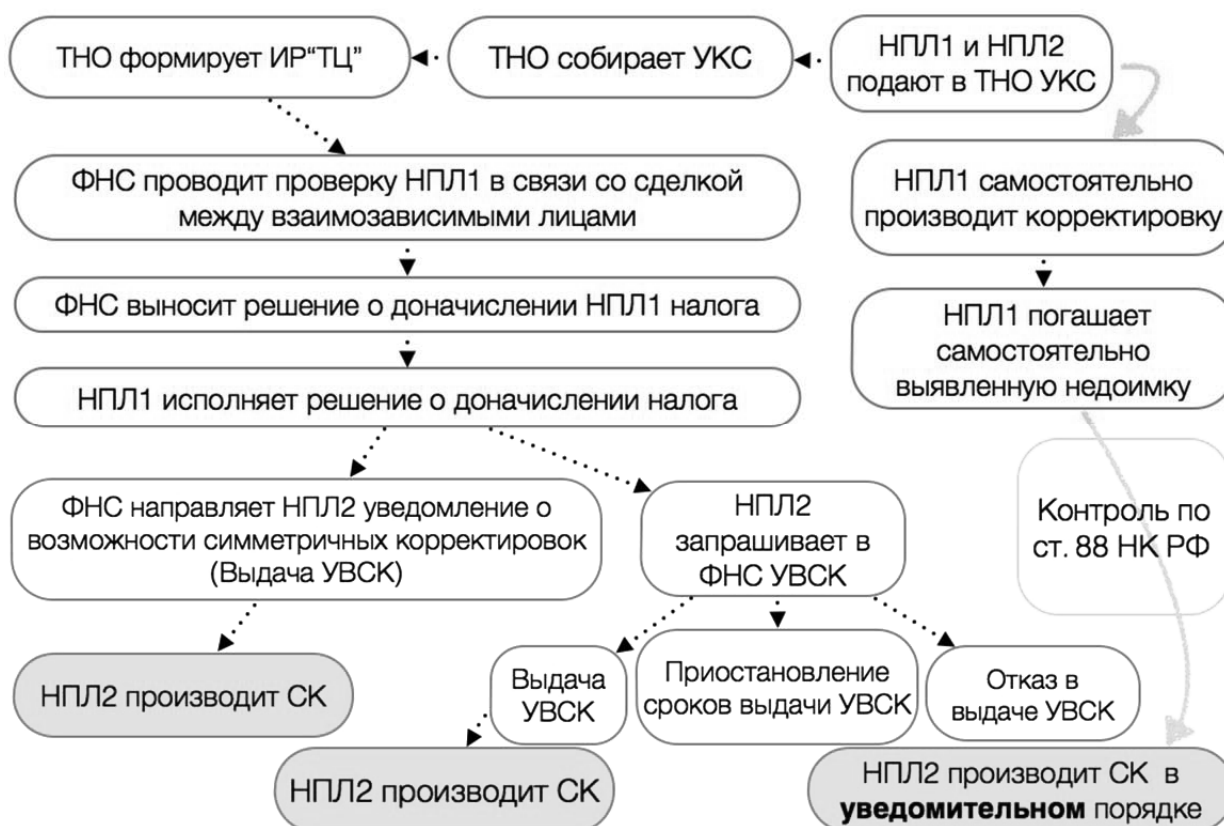 ТНО формирует ИР“ТЦ”
ТНО собирает УКС
НПЛ1 и НПЛ2
подают в ТНО УКС
ФНС проводит проверку НПЛ1 в связи со сделкой
между взаимозависимыми лицами
НПЛ1 самостоятельно
производит корректировку
ФНС выносит решение о доначислении НПЛ1 налога
НПЛ1 погашает
самостоятельно
выявленную недоимку
НПЛ1 исполняет решение о доначислении налога
ФНС направляет НПЛ2 уведомление о
возможности симметричных корректировок
(Выдача УВСК)
НПЛ2
запрашивает в
ФНС УВСК
Контроль по
ст. 88 НК РФ
НПЛ2 производит СК
Выдача
УВСК
Приостановление
сроков выдачи УВСК
Отказ в
выдаче УВСК
НПЛ2 производит СК
НПЛ2 производит СК в
уведомительном порядке